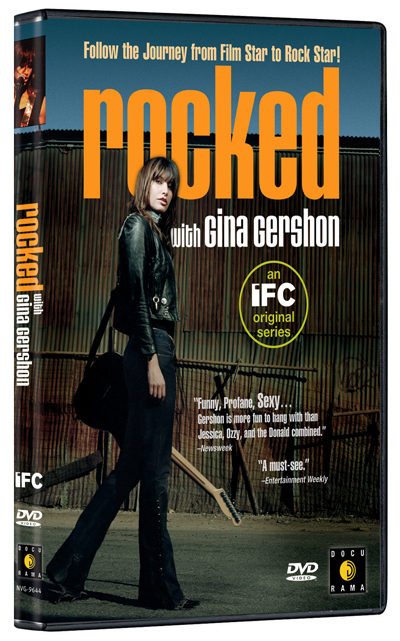 Follow the Journey from Film Star to Rock Star!
rocked
with Gina Gershon
an
iFC
original
series
"Funny, Profane, Sexy...
Gershon is more fun to hang with than
Jessica, Ozzy, and the Donald combined."
–Newsweek
"A must-see."
–Entertainment Weekly
DVD
VIDEO
DOCU
RAMA
rocked with
Gina Gershon
iFC
DVD
VIDEO
DOCU
RAMA
NVG-9644